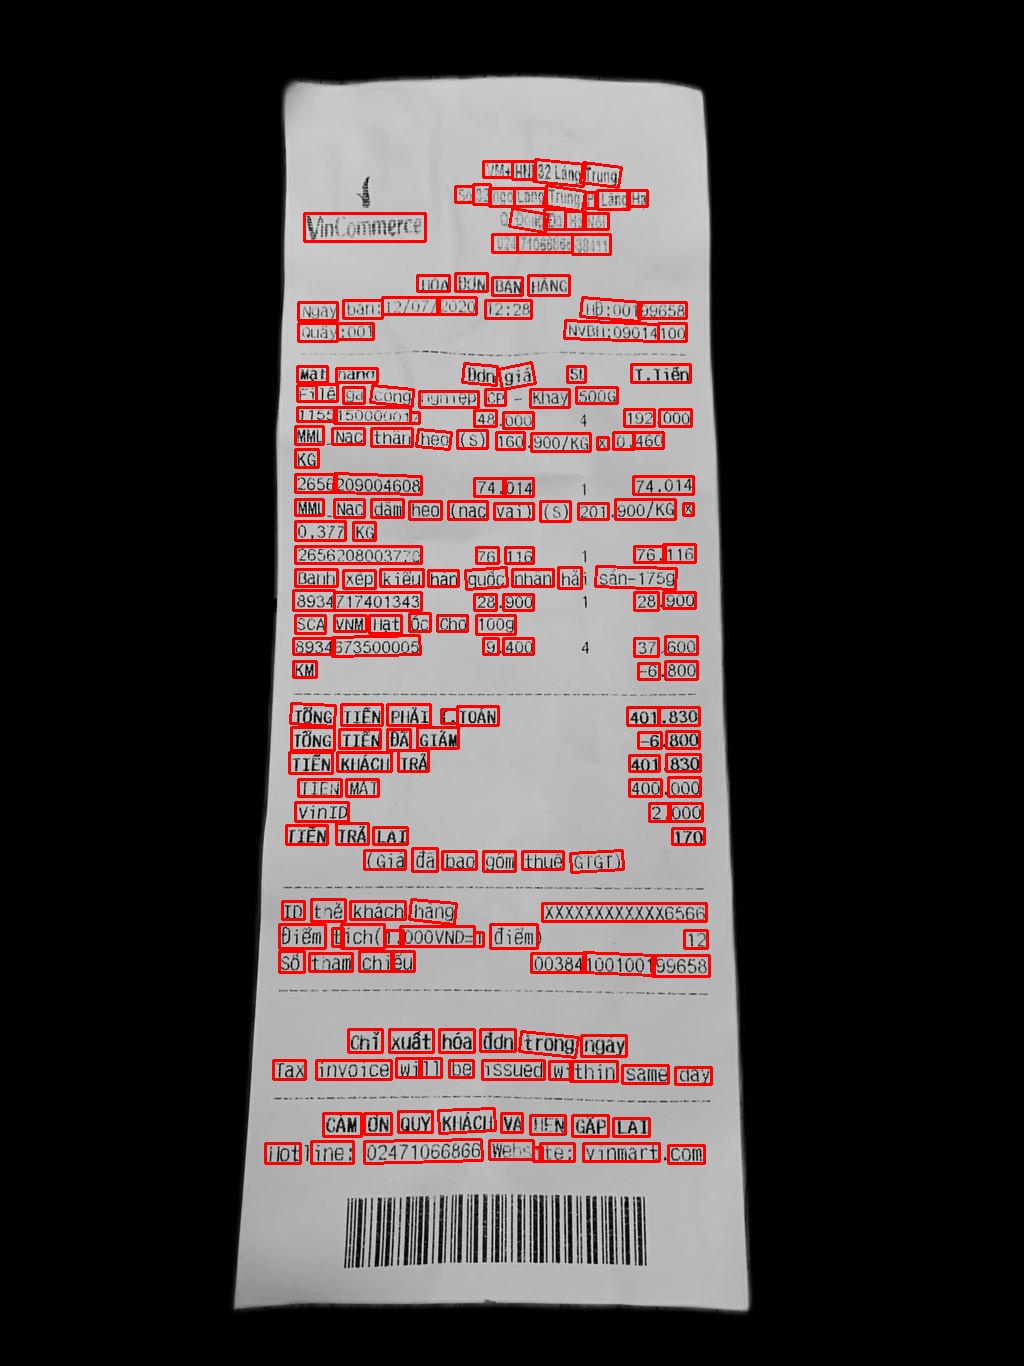 VinCommerce
VM+ HNI 32 Láng Trung
Số 32 ngõ Láng Trung, P. Láng Hạ
Q. Đống Đa, Hà Nội
02471066866-38411
HÓA ĐƠN BÁN HÀNG
Ngày bán:12/07/2020 12:28 HĐ:00199658
Quầy:001 NVBH:09014100
Mặt hàng Đơn giá SL T.Tiền
Filê gà công nghiệp CP - Khay 500G
48.000 4 192.000
MML_Nạc thăn heo (S) 160.900/KG x 0.460
KG
2656209004608 74.014 1 74.014
MML_Nạc dăm heo (nạc vai) (S) 201.900/KG x
0,377 KG
2656208003770 76.116 1 76.116
Bánh xếp kiểu hàn quốc nhân hải sản-175g
8934717401343 28.900 1 28.900
SCA VNM Hạt Óc Chó 100g
8934673500005 9.400 4 37.600
KM -6.800
TỔNG TIỀN PHẢI T.TOÁN 401.830
TỔNG TIỀN ĐÃ GIẢM -6.800
TIỀN KHÁCH TRẢ 401.830
TIỀN MẶT 400.000
VinID 2.000
TIỀN TRẢ LẠI 170
(Giá đã bao gồm thuế GTGT)
ID thẻ khách hàng XXXXXXXXXXXX6566
Điểm tích(1.000VND=1 điểm) 12
Số tham chiếu 0038410010019​9658
Chỉ xuất hóa đơn trong ngày
Tax invoice will be issued within same day
CẢM ƠN QUÝ KHÁCH VÀ HẸN GẶP LẠI
Hotline: 02471066866 Website: vinmart.com